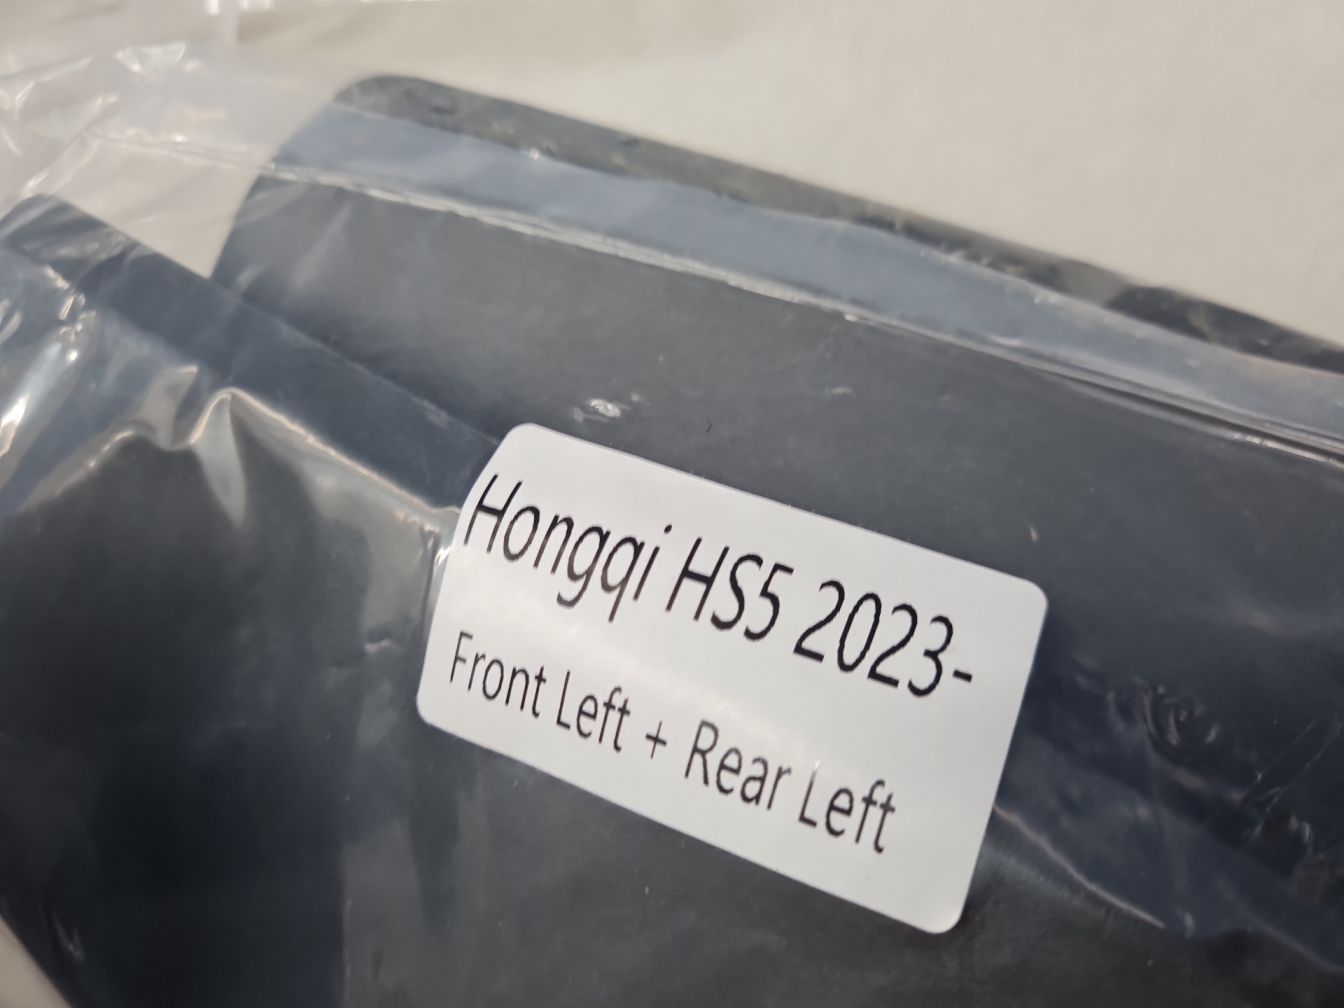 Hongqi HS5 2023-
Front Left + Rear Left